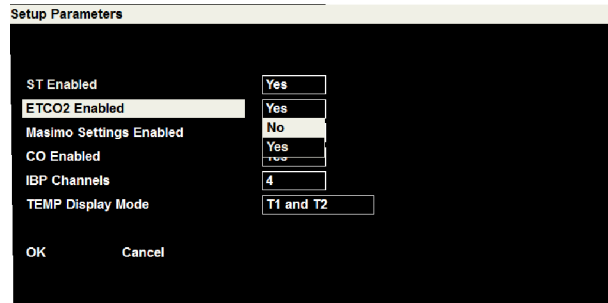 Setup Parameters
ST Enabled Yes
ETCO2 Enabled Yes
No
Masimo Settings Enabled
Yes
CO Enabled
IBP Channels 4
TEMP Display Mode T1 and T2
OK Cancel